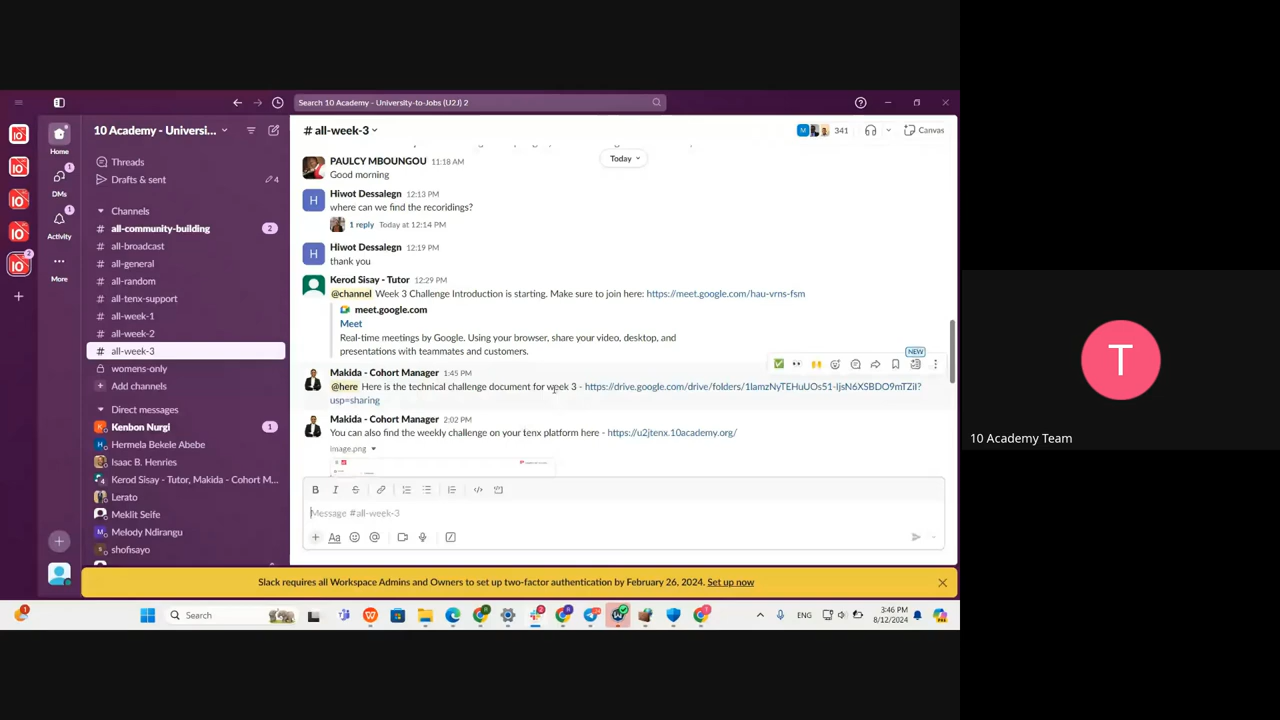 Search 10 Academy - University-to-Jobs (U2J) 2
10 Academy - Universi...
Home
DMs
Activity
More
Threads
Drafts & sent
4
Channels
# all-community-building
2
# all-broadcast
# all-general
# all-random
# all-tenx-support
# all-week-1
# all-week-2
# all-week-3
# womens-only
Add channels
Direct messages
Kenbon Nurgi
1
Hermela Bekele Abebe
Isaac B. Henries
Kerod Sisay - Tutor, Makida - Cohort M...
Lerato
Meklit Seife
Melody Ndirangu
shofisayo
# all-week-3
341
Canvas
Today
PAULCY MBOUNGOU 11:18 AM
Good morning
Hiwot Dessalegn 12:13 PM
where can we find the recoridings?
1 reply Today at 12:14 PM
Hiwot Dessalegn 12:19 PM
thank you
Kerod Sisay - Tutor 12:29 PM
@channel Week 3 Challenge Introduction is starting. Make sure to join here: https://meet.google.com/hau-vrns-fsm
meet.google.com
Meet
Real-time meetings by Google. Using your browser, share your video, desktop, and
presentations with teammates and customers.
NEW
Makida - Cohort Manager 1:45 PM
@here Here is the technical challenge document for week 3 - https://drive.google.com/drive/folders/1lamzNyTEHuUOs51-ljsN6XSBDO9mTZiI?
usp=sharing
Makida - Cohort Manager 2:02 PM
You can also find the weekly challenge on your tenx platform here - https://u2jtenx.10academy.org/
image.png
Message #all-week-3
Slack requires all Workspace Admins and Owners to set up two-factor authentication by February 26, 2024. Set up now
Search
ENG
3:46 PM
8/12/2024
T
10 Academy Team